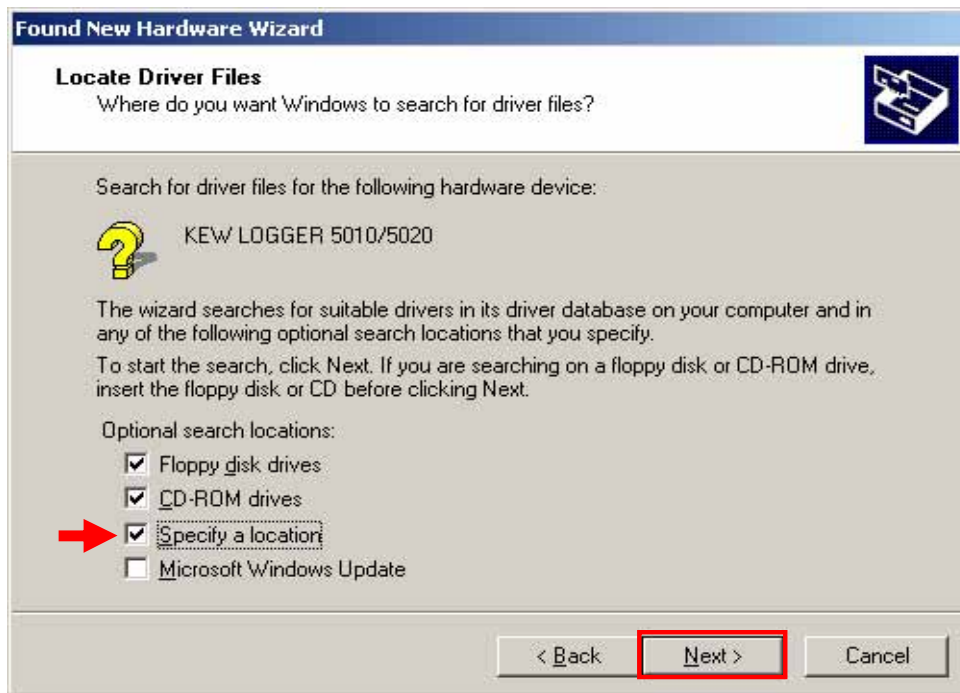 Found New Hardware Wizard
Locate Driver Files
Where do you want Windows to search for driver files?
Search for driver files for the following hardware device:
KEW LOGGER 5010/5020
The wizard searches for suitable drivers in its driver database on your computer and in
any of the following optional search locations that you specify.
To start the search, click Next. If you are searching on a floppy disk or CD-ROM drive,
insert the floppy disk or CD before clicking Next.
Optional search locations:
Floppy disk drives
CD-ROM drives
Specify a location
Microsoft Windows Update
< Back Next > Cancel